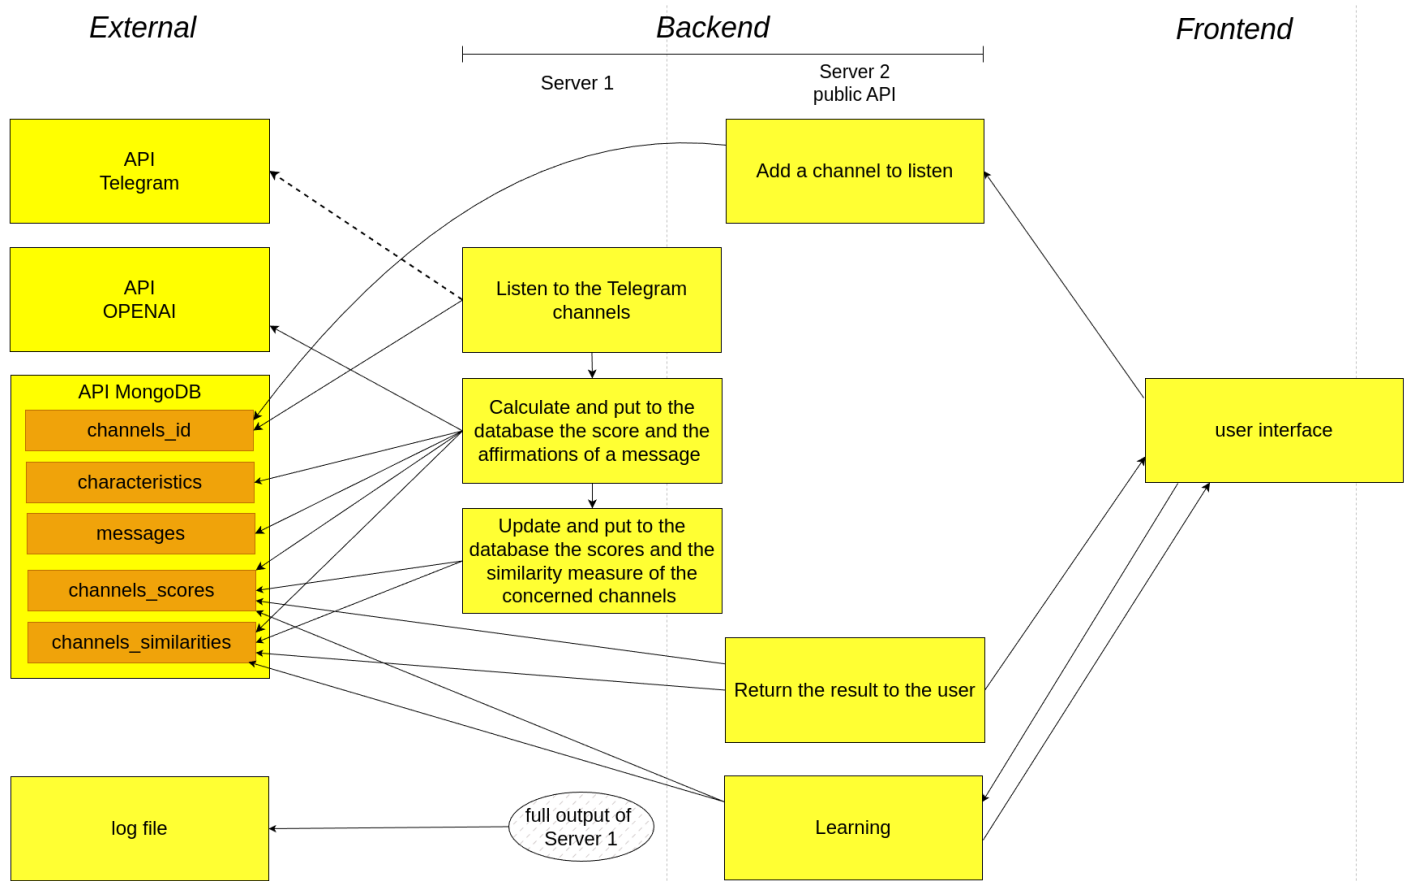 External
Backend
Frontend
Server 1
Server 2
public API
API
Telegram
Add a channel to listen
API
OPENAI
Listen to the Telegram
channels
API MongoDB
channels_id
characteristics
messages
channels_scores
channels_similarities
Calculate and put to the
database the score and the
affirmations of a message
user interface
Update and put to the
database the scores and the
similarity measure of the
concerned channels
Return the result to the user
log file
full output of
Server 1
Learning